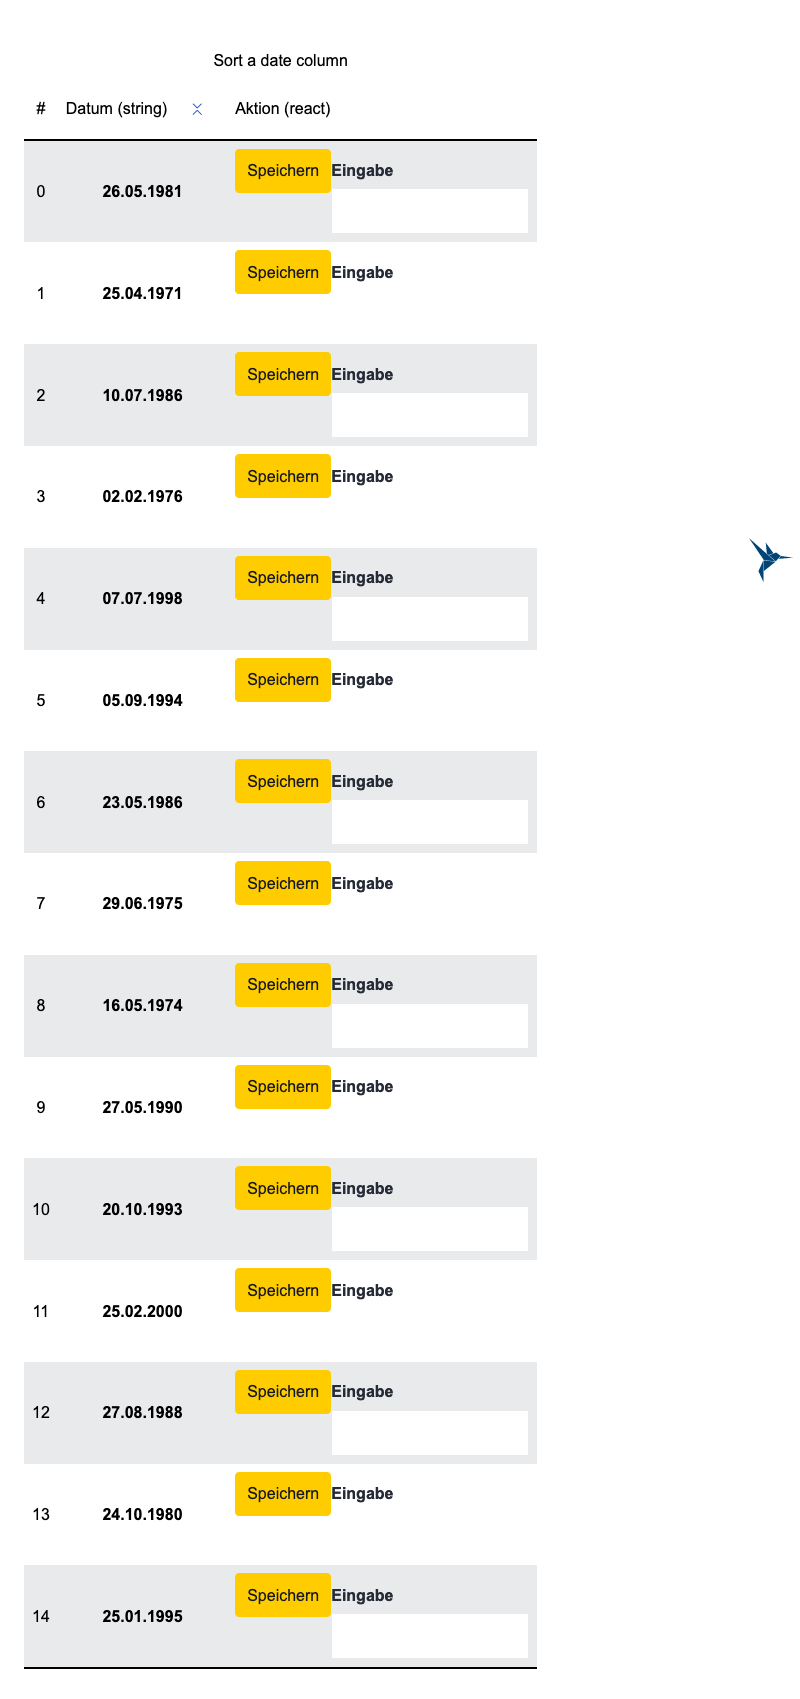 Sort a date column
# Datum (string) Aktion (react)
0 26.05.1981 Speichern Eingabe
1 25.04.1971 Speichern Eingabe
2 10.07.1986 Speichern Eingabe
3 02.02.1976 Speichern Eingabe
4 07.07.1998 Speichern Eingabe
5 05.09.1994 Speichern Eingabe
6 23.05.1986 Speichern Eingabe
7 29.06.1975 Speichern Eingabe
8 16.05.1974 Speichern Eingabe
9 27.05.1990 Speichern Eingabe
10 20.10.1993 Speichern Eingabe
11 25.02.2000 Speichern Eingabe
12 27.08.1988 Speichern Eingabe
13 24.10.1980 Speichern Eingabe
14 25.01.1995 Speichern Eingabe